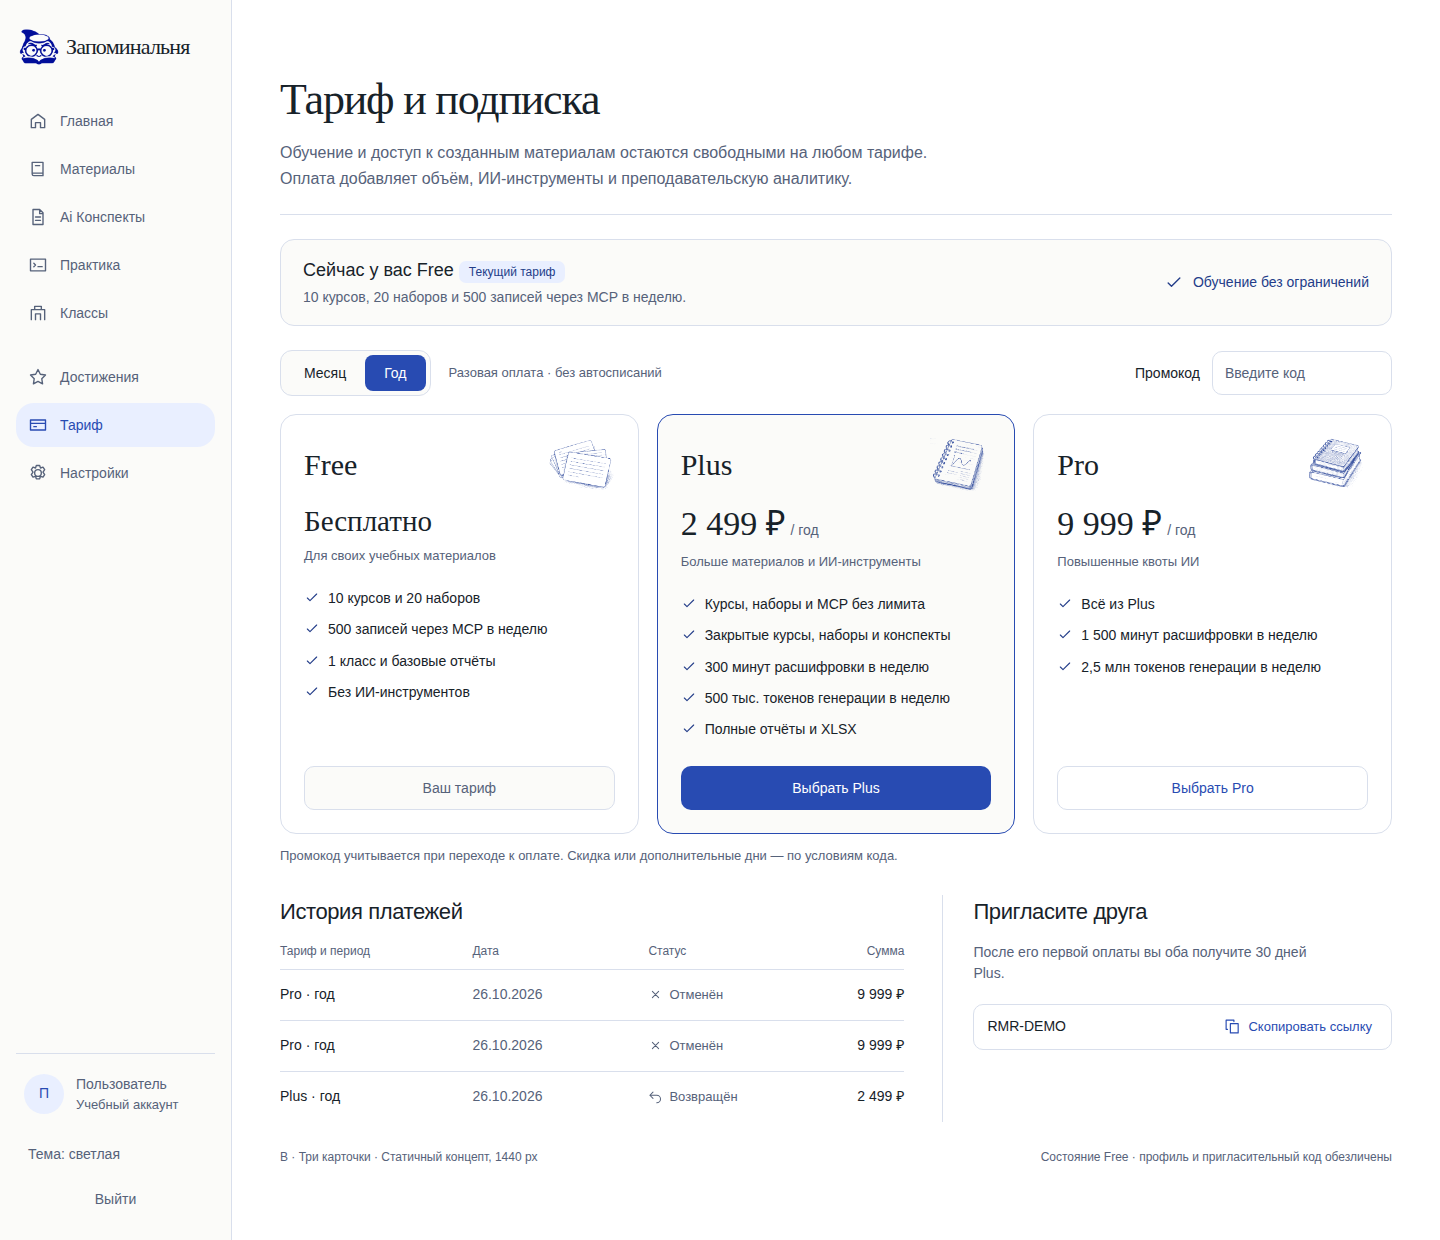 Запоминальня
Главная
Материалы
Ai Конспекты
Практика
Классы
Достижения
Тариф
Настройки
П
Пользователь
Учебный аккаунт
Тема: светлая
Выйти
Тариф и подписка
Обучение и доступ к созданным материалам остаются свободными на любом тарифе.
Оплата добавляет объём, ИИ-инструменты и преподавательскую аналитику.
Сейчас у вас Free Текущий тариф
10 курсов, 20 наборов и 500 записей через MCP в неделю.
Обучение без ограничений
Месяц Год Разовая оплата · без автосписаний
Промокод Введите код
Free
Бесплатно
Для своих учебных материалов
10 курсов и 20 наборов
500 записей через MCP в неделю
1 класс и базовые отчёты
Без ИИ-инструментов
Ваш тариф
Plus
2 499 ₽ / год
Больше материалов и ИИ-инструменты
Курсы, наборы и MCP без лимита
Закрытые курсы, наборы и конспекты
300 минут расшифровки в неделю
500 тыс. токенов генерации в неделю
Полные отчёты и XLSX
Выбрать Plus
Pro
9 999 ₽ / год
Повышенные квоты ИИ
Всё из Plus
1 500 минут расшифровки в неделю
2,5 млн токенов генерации в неделю
Выбрать Pro
Промокод учитывается при переходе к оплате. Скидка или дополнительные дни — по условиям кода.
История платежей
Тариф и период Дата Статус Сумма
Pro · год 26.10.2026 Отменён 9 999 ₽
Pro · год 26.10.2026 Отменён 9 999 ₽
Plus · год 26.10.2026 Возвращён 2 499 ₽
Пригласите друга
После его первой оплаты вы оба получите 30 дней
Plus.
RMR-DEMO Скопировать ссылку
B · Три карточки · Статичный концепт, 1440 px
Состояние Free · профиль и пригласительный код обезличены